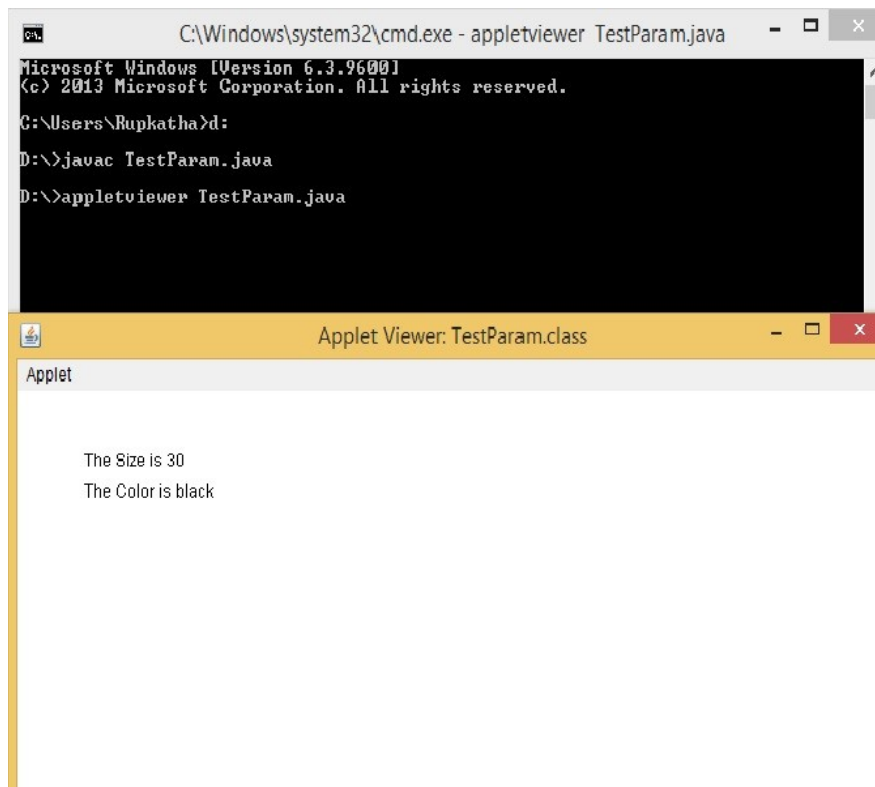 C:\Windows\system32\cmd.exe - appletviewer TestParam.java
Microsoft Windows [Version 6.3.9600]
(c) 2013 Microsoft Corporation. All rights reserved.
C:\Users\Rupkatha>d:
D:\>javac TestParam.java
D:\>appletviewer TestParam.java
Applet Viewer: TestParam.class
Applet
The Size is 30
The Color is black